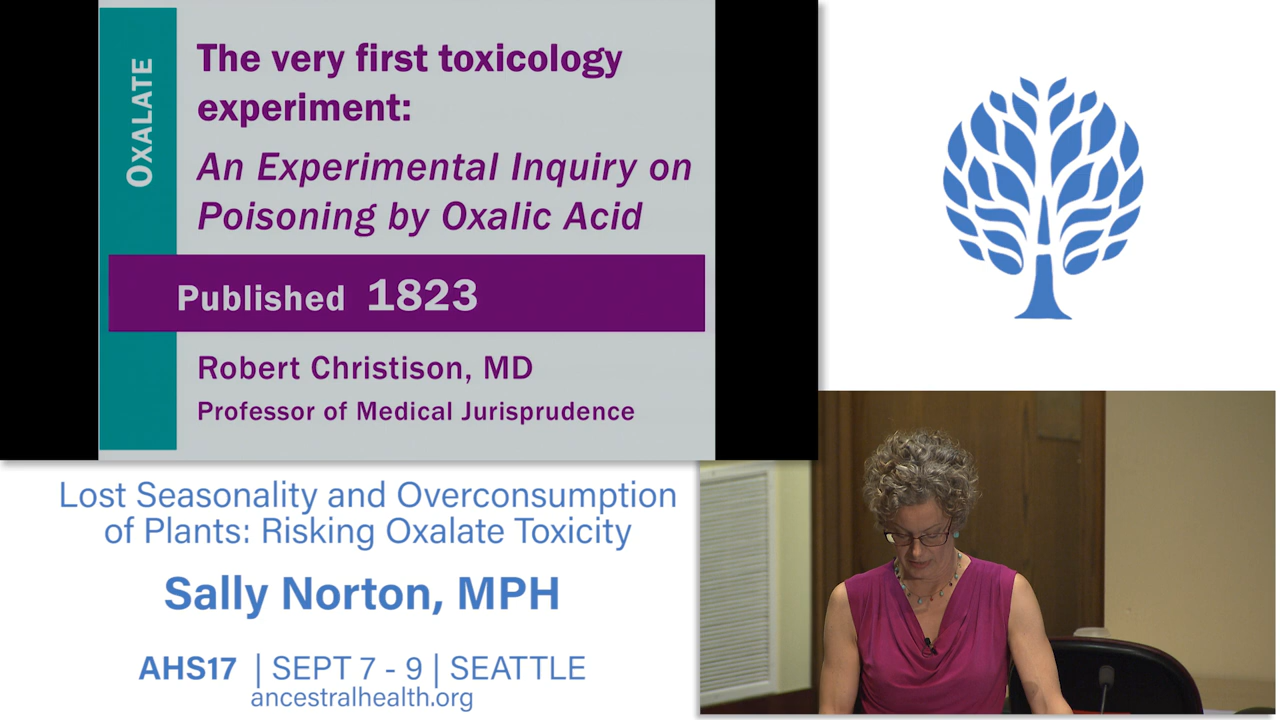 OXALATE
The very first toxicology
experiment:
An Experimental Inquiry on
Poisoning by Oxalic Acid
Published 1823
Robert Christison, MD
Professor of Medical Jurisprudence
Lost Seasonality and Overconsumption
of Plants: Risking Oxalate Toxicity
Sally Norton, MPH
AHS17 | SEPT 7 - 9 | SEATTLE
ancestralhealth.org